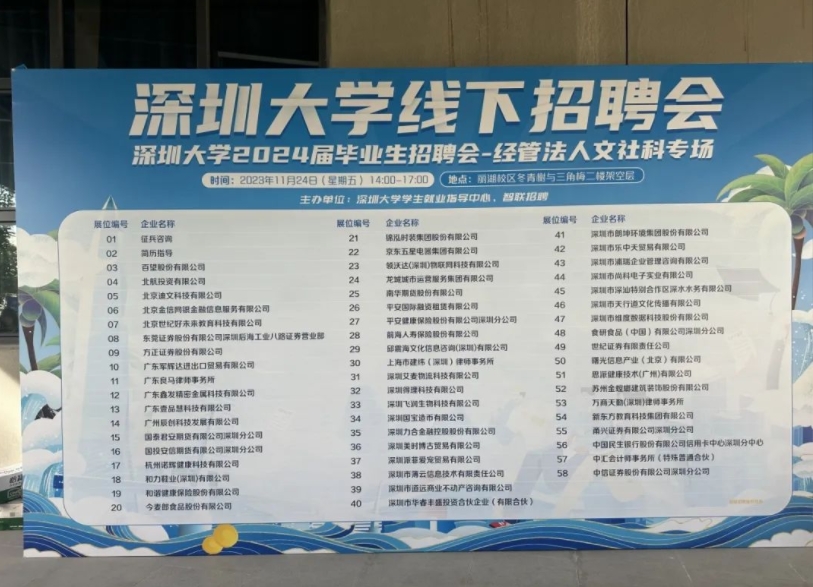 深圳大学线下招聘会
深圳大学2024届毕业生招聘会-经管法人文社科专场
时间：2023年11月24日（星期五）14:00-17:00
地点：丽湖校区冬青树与三角梅二幢架空层
主办单位：深圳大学学生就业指导中心、智联招聘
展位编号 企业名称
01 征兵咨询
02 简历指导
03 百望股份有限公司
04 北航投资有限公司
05 北京迪文科技有限公司
06 北京金信网银金融信息服务有限公司
07 北京世纪好未来教育科技有限公司
08 东莞证券股份有限公司深圳后海工业八路证券营业部
09 方正证券股份有限公司
10 广东军辉达进出口贸易有限公司
11 广东良马律师事务所
12 广东鑫发精密金属科技有限公司
13 广东壹品慧科技有限公司
14 广州辰创科技发展有限公司
15 国泰君安期货有限公司深圳分公司
16 国投安信期货有限公司深圳分公司
17 杭州诺辉健康科技有限公司
18 和力鞋业(深圳)有限公司
19 和谐健康保险股份有限公司
20 今麦郎食品股份有限公司
展位编号 企业名称
21 锦泓时装集团股份有限公司
22 京东五星电器集团有限公司
23 领沃达(深圳)物联网科技有限公司
24 龙城城市运营服务集团有限公司
25 南华期货股份有限公司
26 平安国际融资租赁有限公司
27 平安健康保险股份有限公司深圳分公司
28 前海人寿保险股份有限公司
29 邱震海文化信息咨询(深圳)有限公司
30 上海市建纬（深圳）律师事务所
31 深圳艾麦物流科技有限公司
32 深圳房理科技有限公司
33 深圳飞润生物科技有限公司
34 深圳国宝造币有限公司
35 深圳力合金融控股股份有限公司
36 深圳美时博古贸易有限公司
37 深圳菲亚爱宠贸易有限公司
38 深圳市蒲云信息技术有限责任公司
39 深圳市道远商业不动产咨询有限公司
40 深圳市华睿丰盛投资合伙企业（有限合伙）
展位编号 企业名称
41 深圳市朗坤环境集团股份有限公司
42 深圳市乐中天贸易有限公司
43 深圳市浦瑞企业管理咨询有限公司
44 深圳市尚科电子实业有限公司
45 深圳市深汕特别合作区深水水务有限公司
46 深圳市天行道文化传播有限公司
47 深圳市维度数据科技股份有限公司
48 食研食品（中国）有限公司深圳分公司
49 世纪证券有限责任公司
50 曙光信息产业（北京）有限公司
51 思源健康技术(广州)有限公司
52 苏州金螳螂建筑装饰股份有限公司
53 万商天勤(深圳)律师事务所
54 新东方教育科技集团有限公司
55 甬兴证券有限公司深圳分公司
56 中国民生银行股份有限公司信用卡中心深圳分中心
57 中汇会计师事务所（特殊普通合伙）
58 中信证券股份有限公司深圳分公司